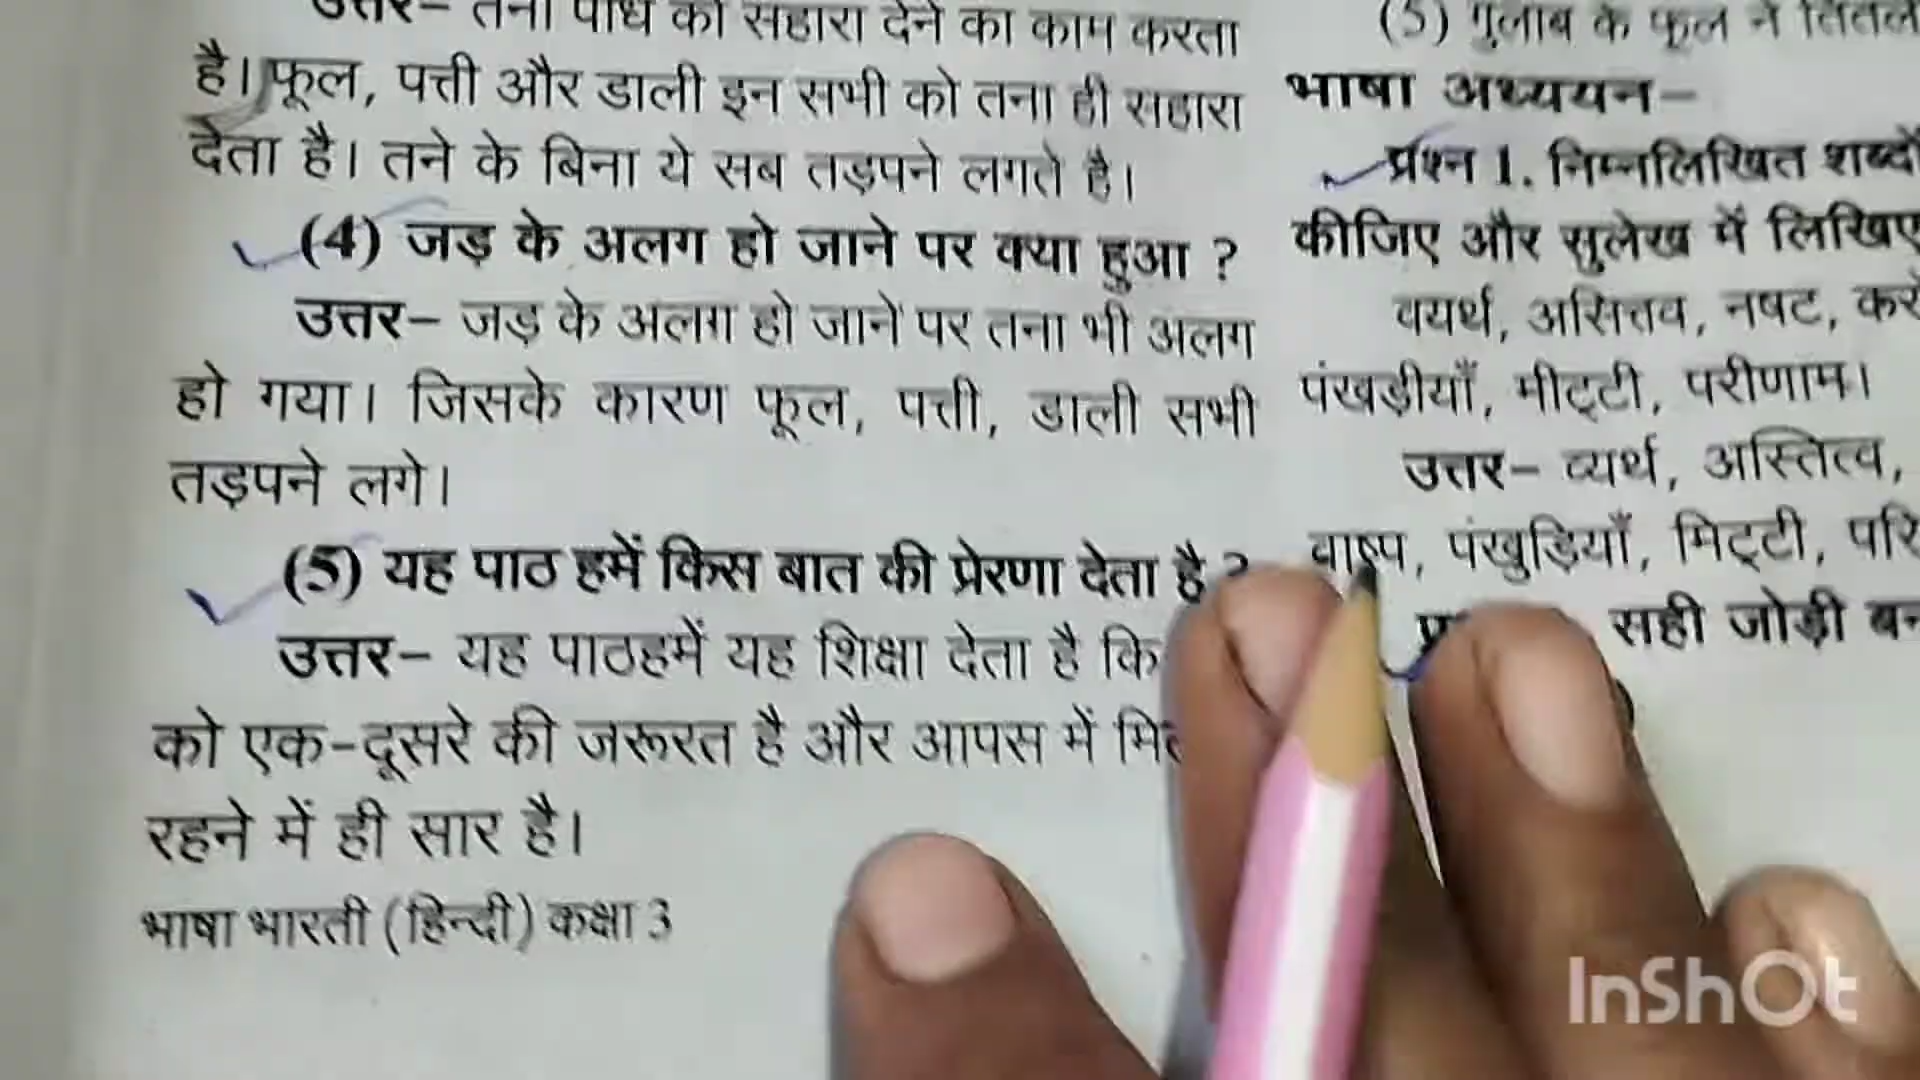 उत्तर– तना पौधे को सहारा देने का काम करता
है। फूल, पत्ती और डाली इन सभी को तना ही सहारा
देता है। तने के बिना ये सब तड़पने लगते है।
(4) जड़ के अलग हो जाने पर क्या हुआ ?
उत्तर– जड़ के अलग हो जाने पर तना भी अलग
हो गया। जिसके कारण फूल, पत्ती, डाली सभी
तड़पने लगे।
(5) यह पाठ हमें किस बात की प्रेरणा देता है ?
उत्तर– यह पाठहमें यह शिक्षा देता है कि
को एक-दूसरे की जरूरत है और आपस में
रहने में ही सार है।
भाषा भारती (हिन्दी) कक्षा 3
(5) गुलाब के फूल ने
भाषा अध्ययन–
प्रश्न 1. निम्नलिखित शब्दों
कीजिए और सुलेख में लिखिए
वयर्थ, असितव, नषट,
पंखड़ीयाँ, मीट्टी, परीणाम।
उत्तर– व्यर्थ, अस्तित्व,
वाष्प, पंखुड़ियाँ, मिट्टी,
सही जोड़ी
InShOt